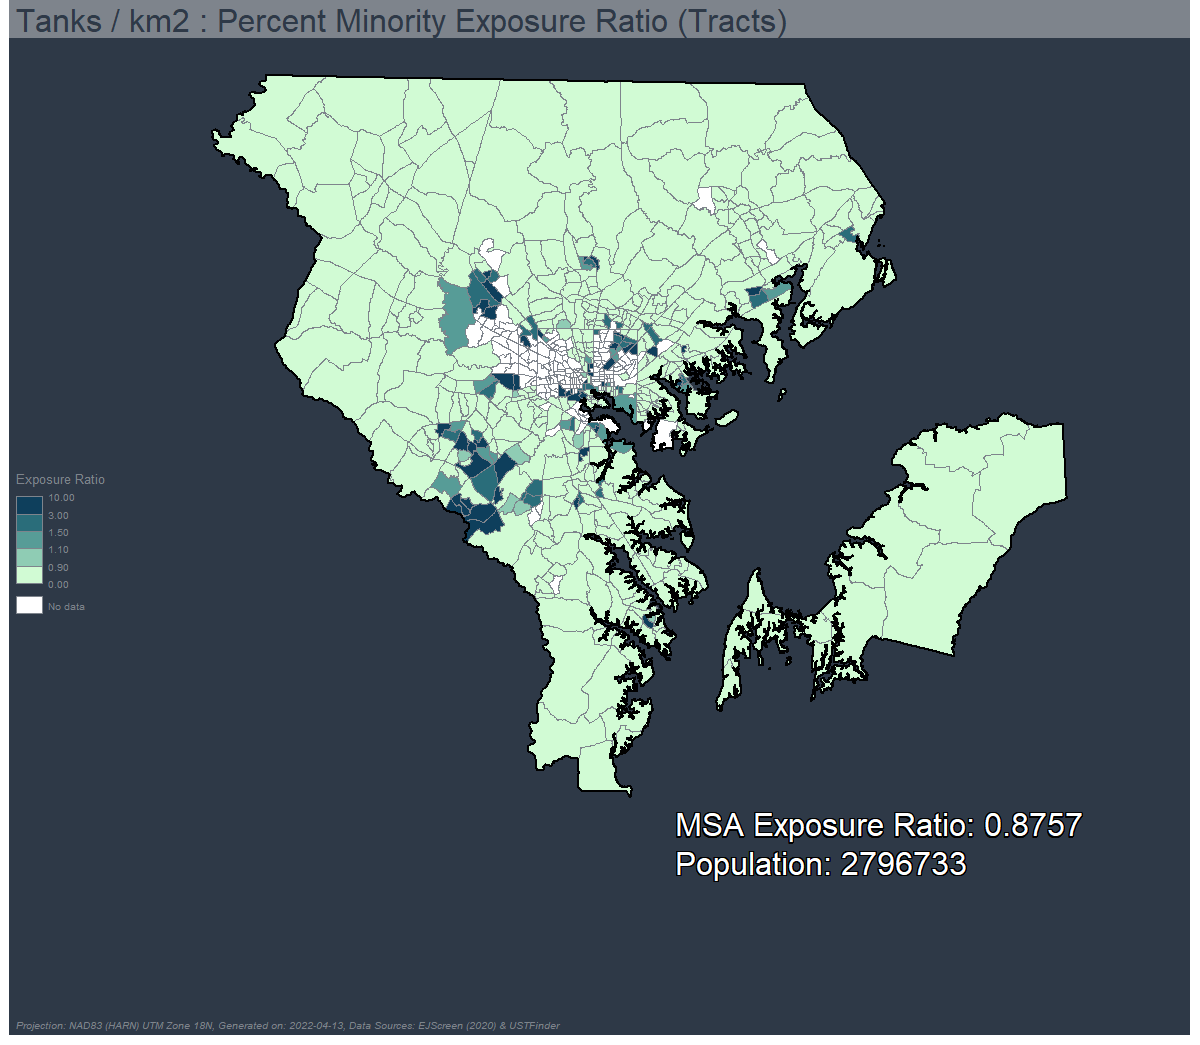 Tanks / km2 : Percent Minority Exposure Ratio (Tracts)
Exposure Ratio
10.00
3.00
1.50
1.10
0.90
0.00
No data
MSA Exposure Ratio: 0.8757
Population: 2796733
Projection: NAD83 (HARN) UTM Zone 18N, Generated on: 2022-04-13, Data Sources: EJScreen (2020) & USTFinder